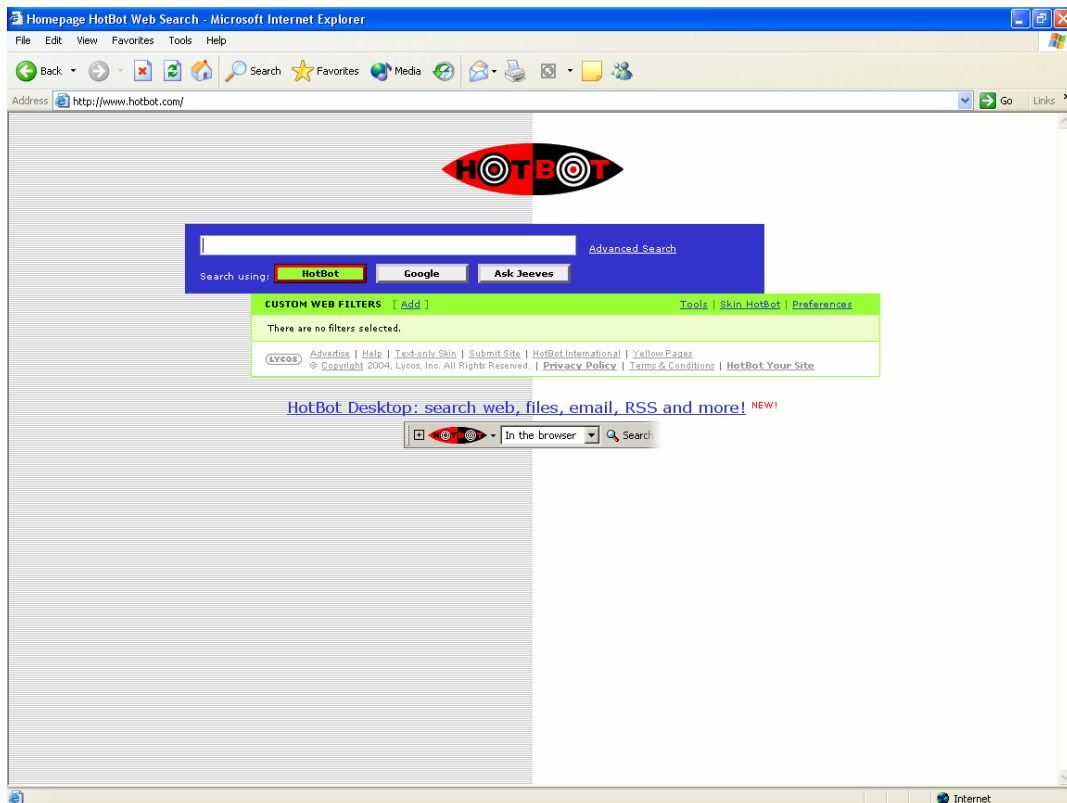 Homepage HotBot Web Search - Microsoft Internet Explorer
File Edit View Favorites Tools Help
Back Search Favorites Media
Address http://www.hotbot.com/ Go Links
HOTBOT
Advanced Search
Search using: HotBot Google Ask Jeeves
CUSTOM WEB FILTERS [ Add ] Tools | Skin HotBot | Preferences
There are no filters selected.
LYCOS Advertise | Help | Text-only Skin | Submit Site | HotBot International | Yellow Pages
© Copyright 2004, Lycos, Inc. All Rights Reserved. | Privacy Policy | Terms & Conditions | HotBot Your Site
HotBot Desktop: search web, files, email, RSS and more! NEW!
HOTBOT In the browser Search
Internet